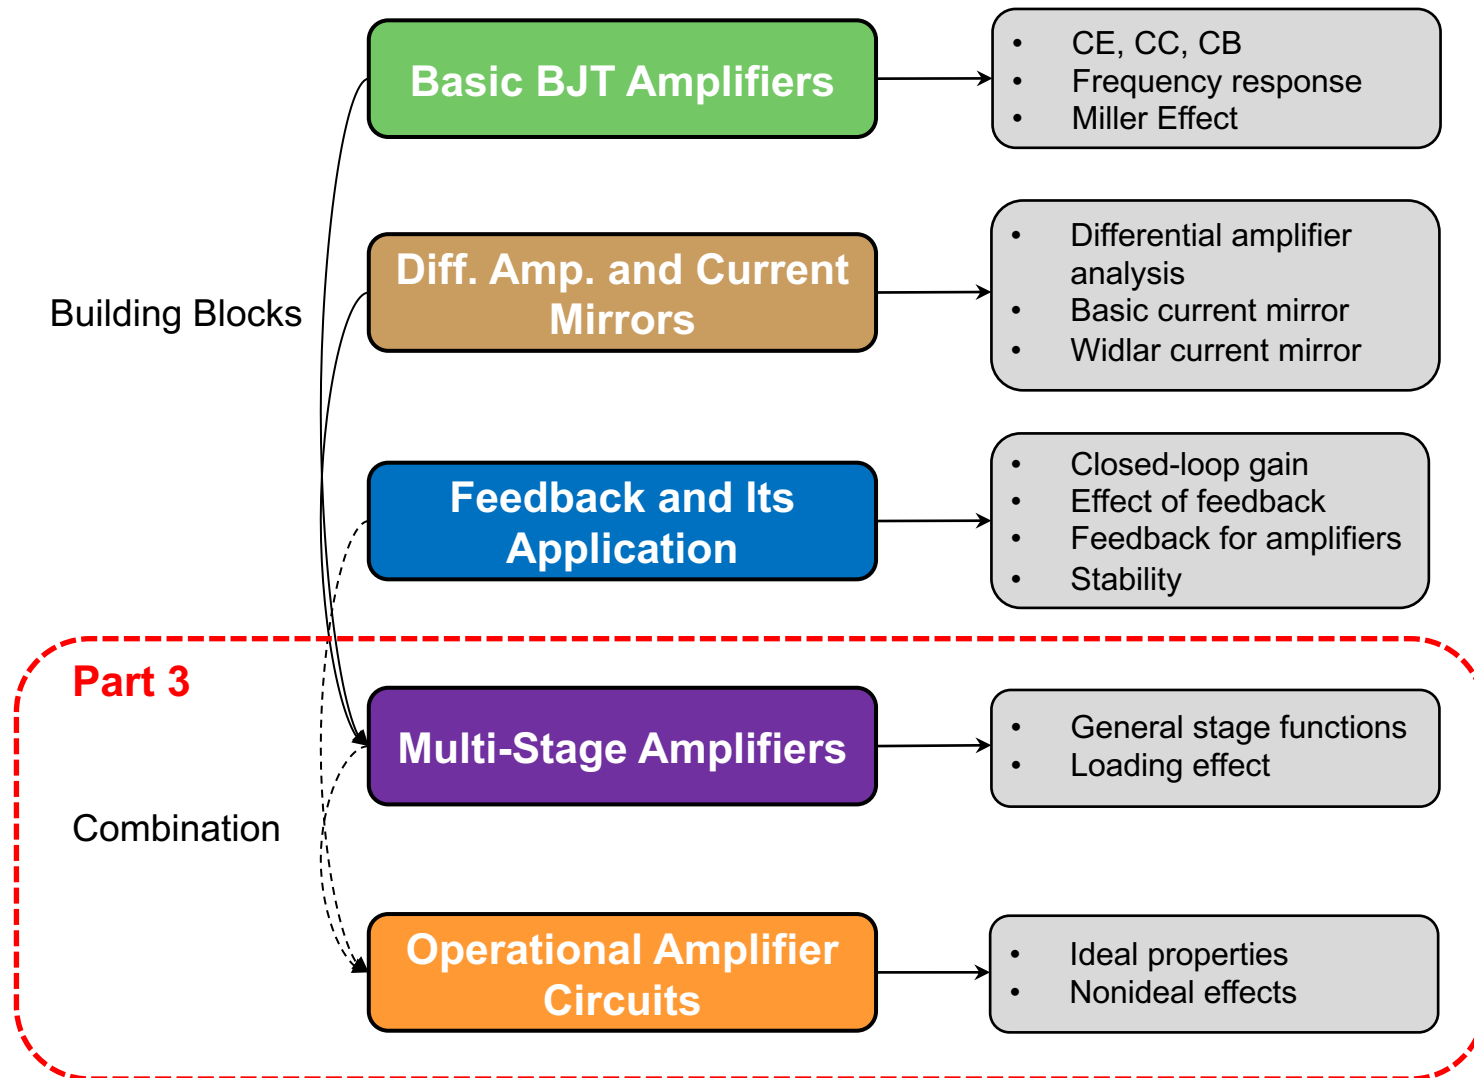 Basic BJT Amplifiers
• CE, CC, CB
• Frequency response
• Miller Effect
Building Blocks
Diff. Amp. and Current
Mirrors
• Differential amplifier
analysis
• Basic current mirror
• Widlar current mirror
Feedback and Its
Application
• Closed-loop gain
• Effect of feedback
• Feedback for amplifiers
• Stability
Part 3
Multi-Stage Amplifiers
• General stage functions
• Loading effect
Combination
Operational Amplifier
Circuits
• Ideal properties
• Nonideal effects